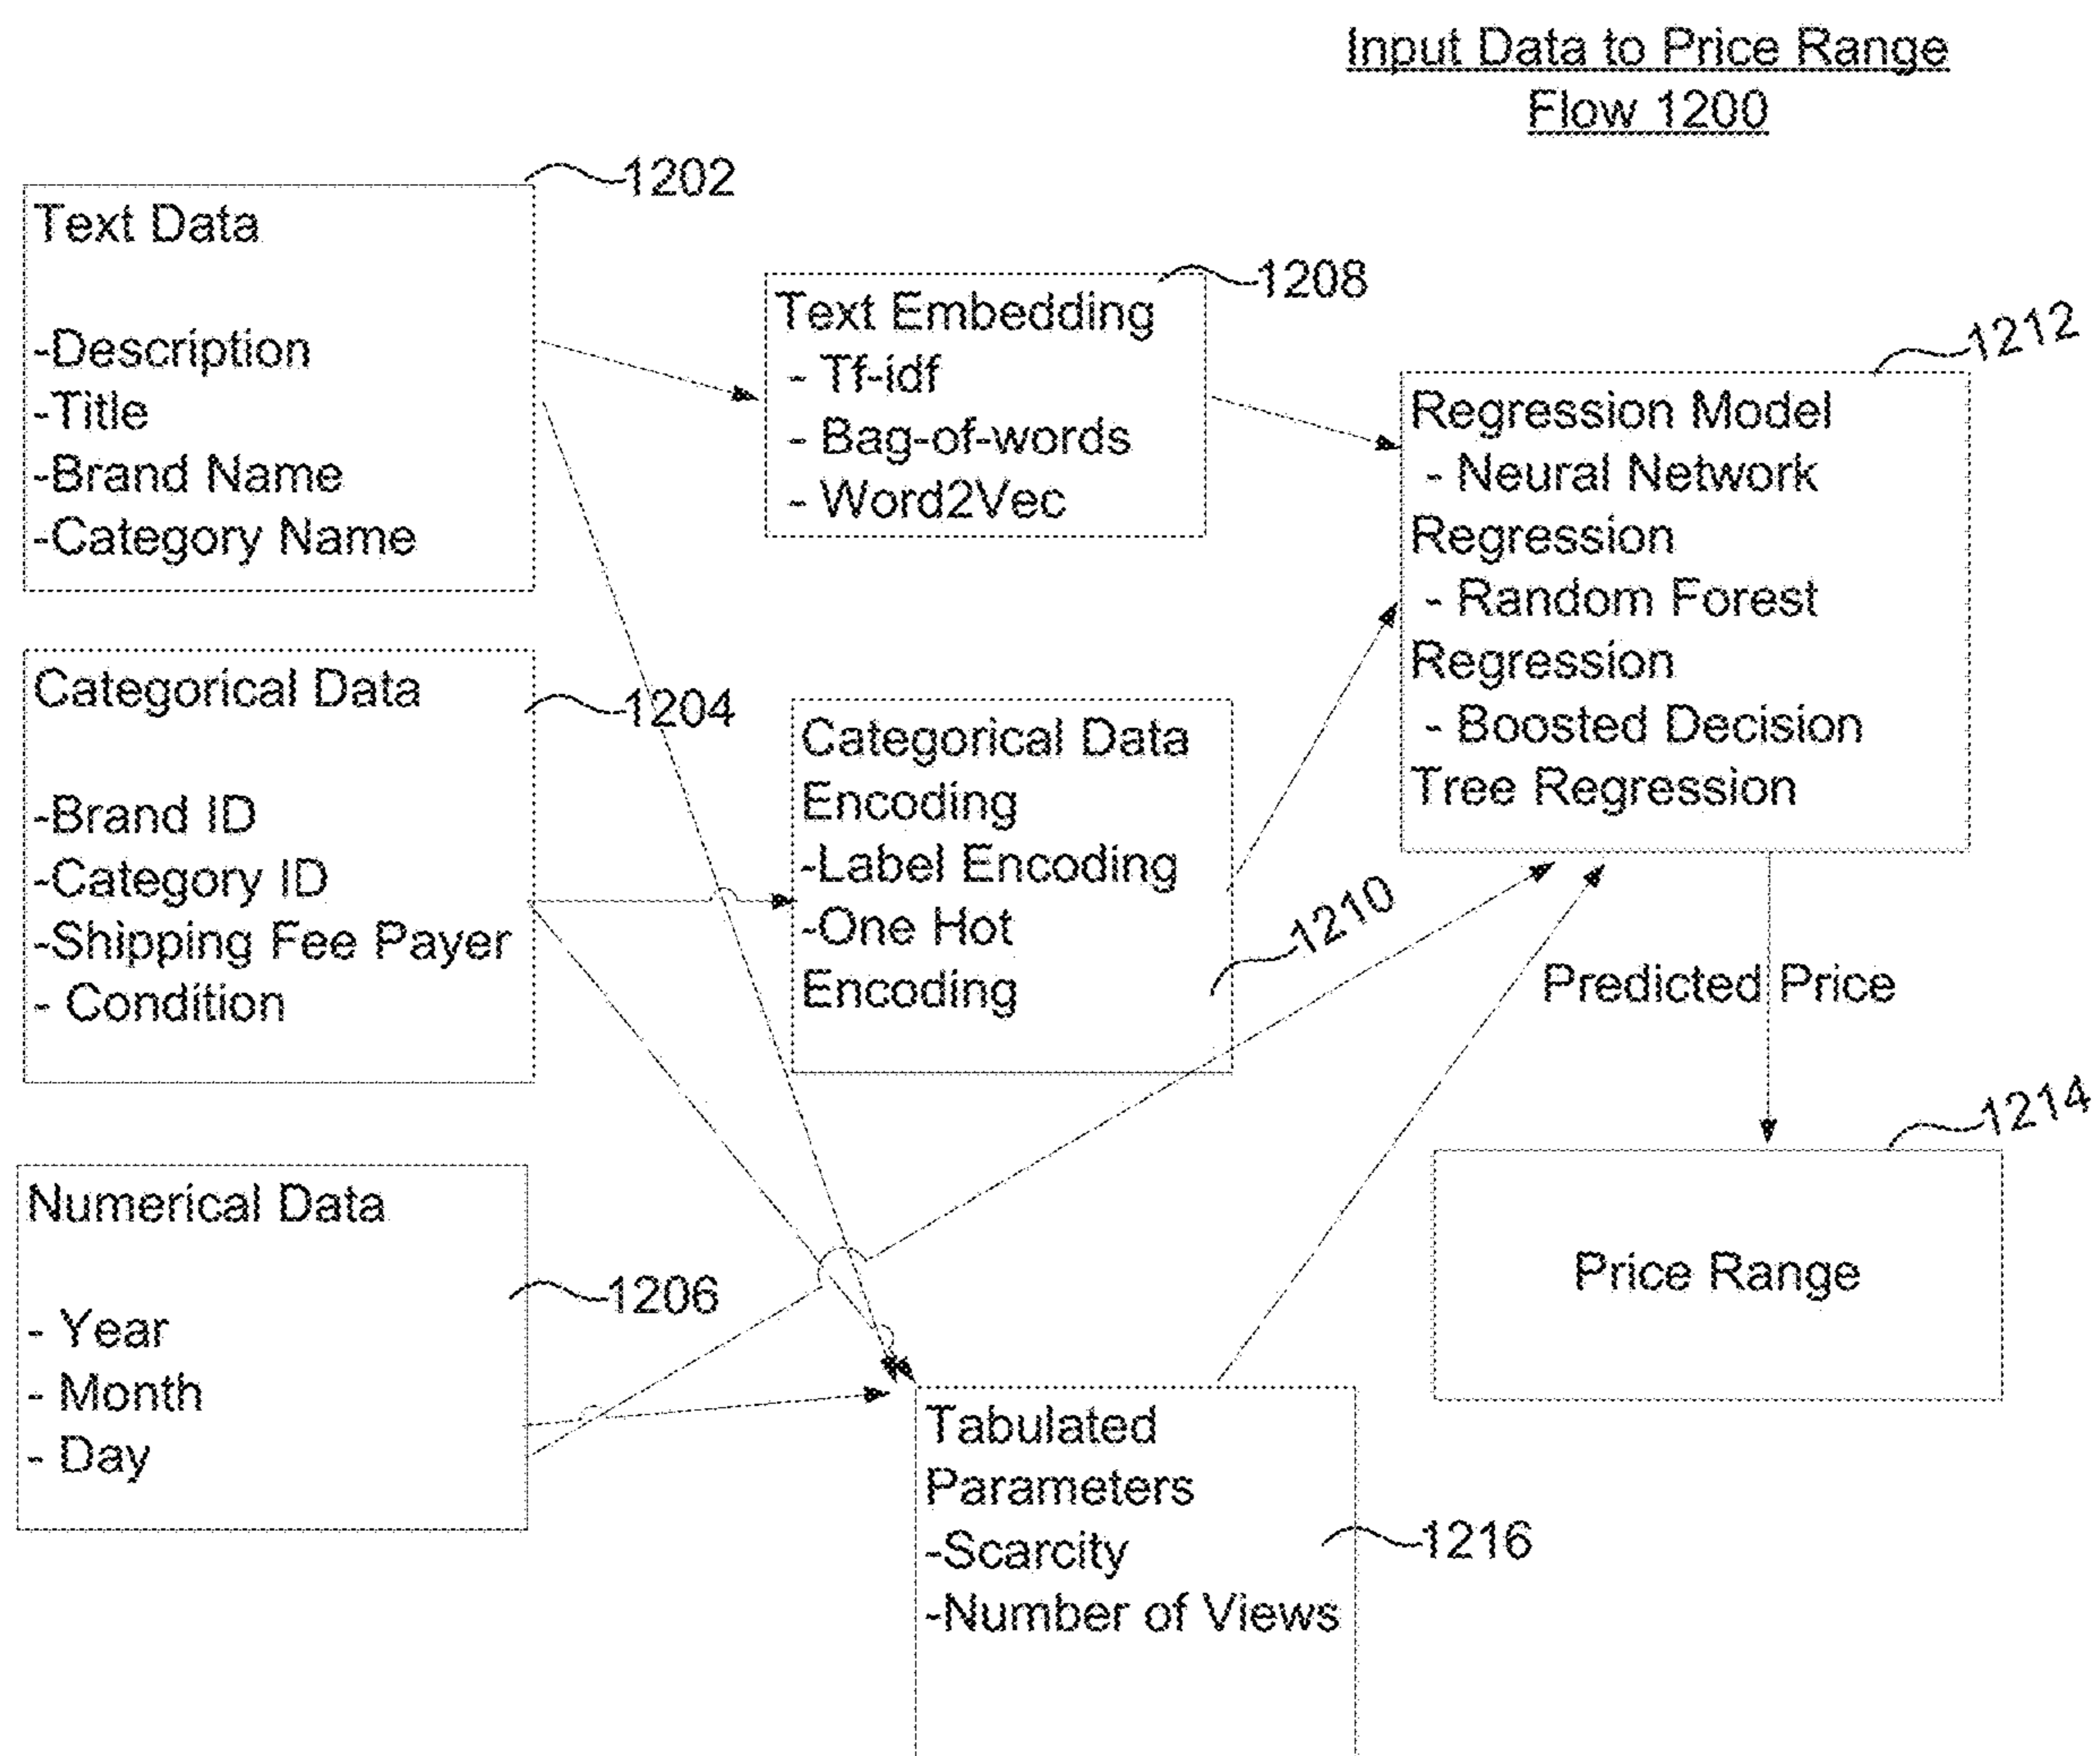 Input Data to Price Range
Flow 1200
1202
Text Data
-Description
-Title
-Brand Name
-Category Name
1208
Text Embedding
- Tf-idf
- Bag-of-words
- Word2Vec
1212
Regression Model
- Neural Network
Regression
- Random Forest
Regression
- Boosted Decision
Tree Regression
1204
Categorical Data
-Brand ID
-Category ID
-Shipping Fee Payer
- Condition
Categorical Data
Encoding
-Label Encoding
-One Hot
Encoding
1210
Predicted Price
1214
Price Range
Numerical Data
1206
- Year
- Month
- Day
Tabulated
Parameters
-Scarcity
-Number of Views
1216